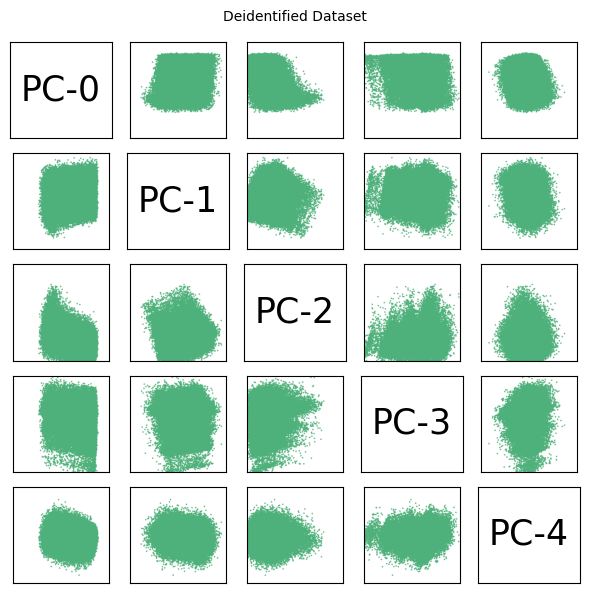 Deidentified Dataset
PC-0
PC-1
PC-2
PC-3
PC-4